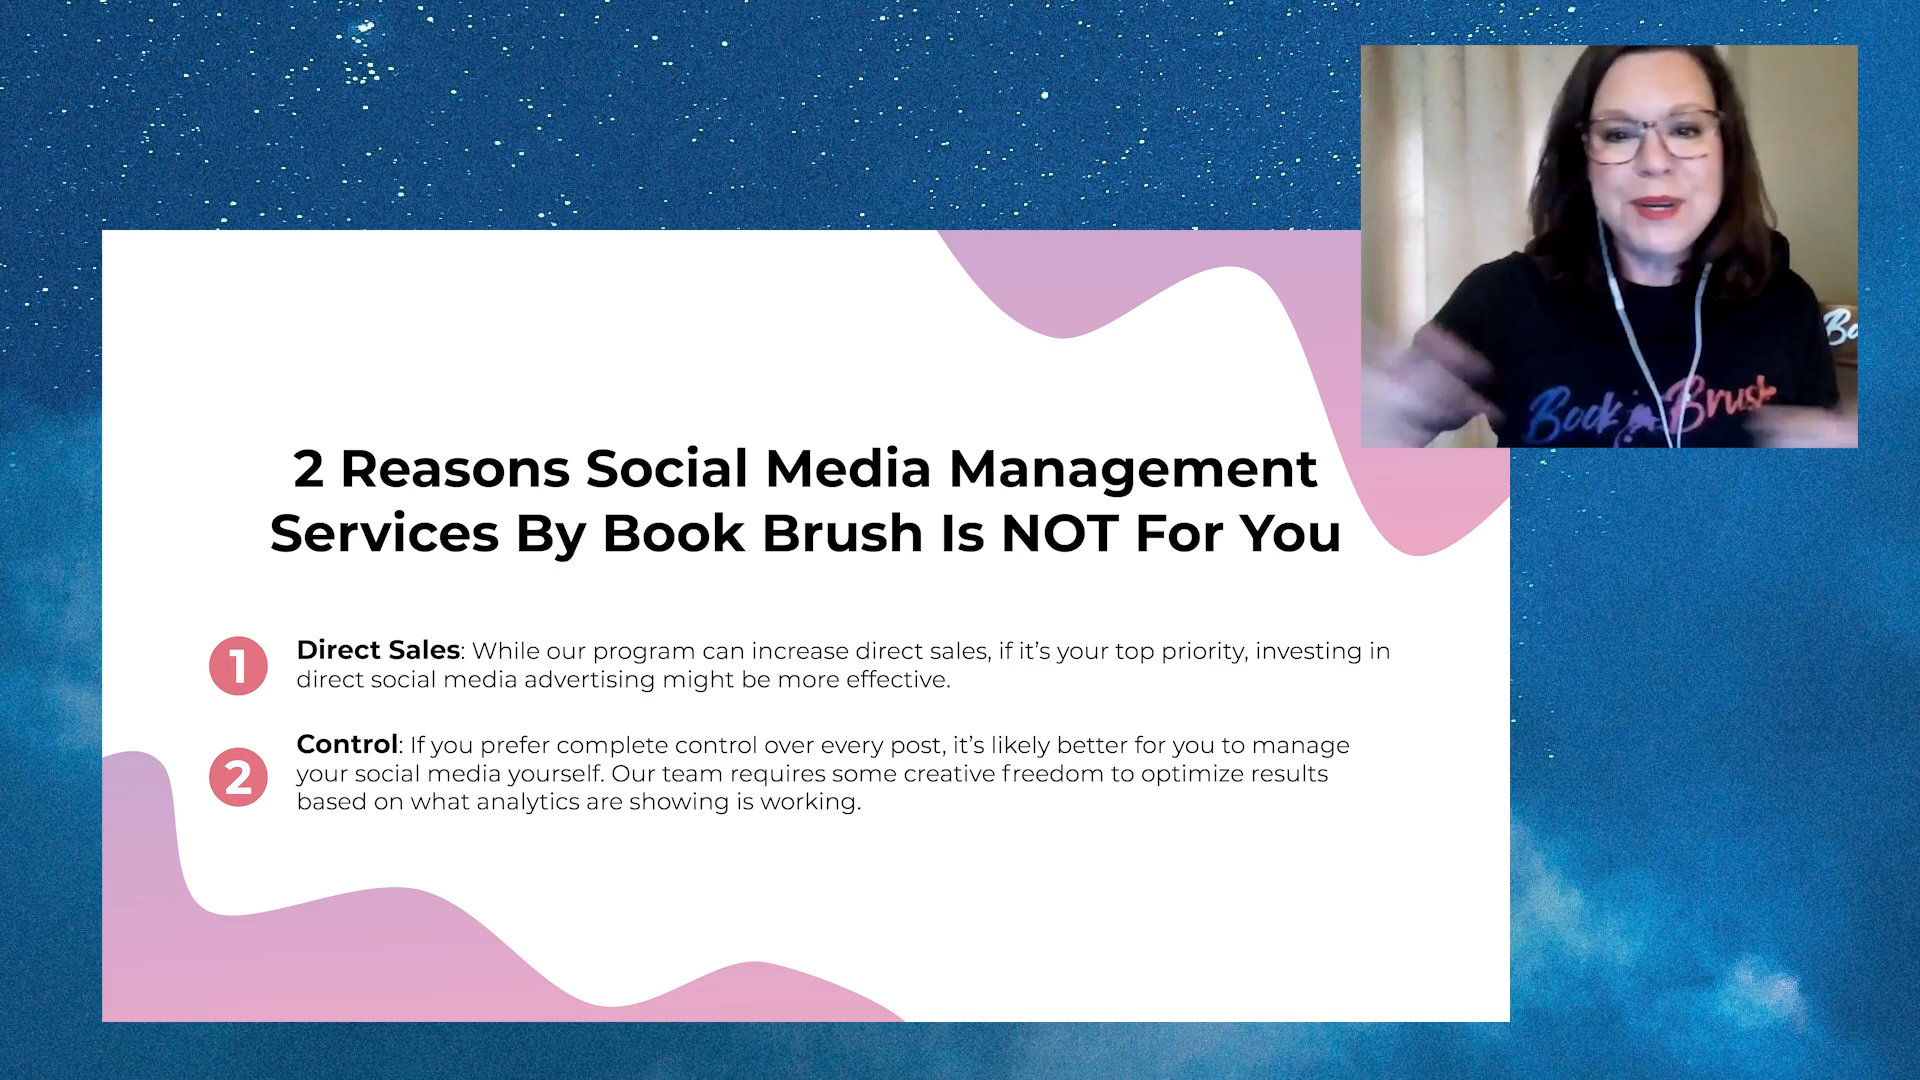 2 Reasons Social Media Management
Services By Book Brush Is NOT For You
1
Direct Sales: While our program can increase direct sales, if it’s your top priority, investing in
direct social media advertising might be more effective.
2
Control: If you prefer complete control over every post, it’s likely better for you to manage
your social media yourself. Our team requires some creative freedom to optimize results
based on what analytics are showing is working.
Book Brush